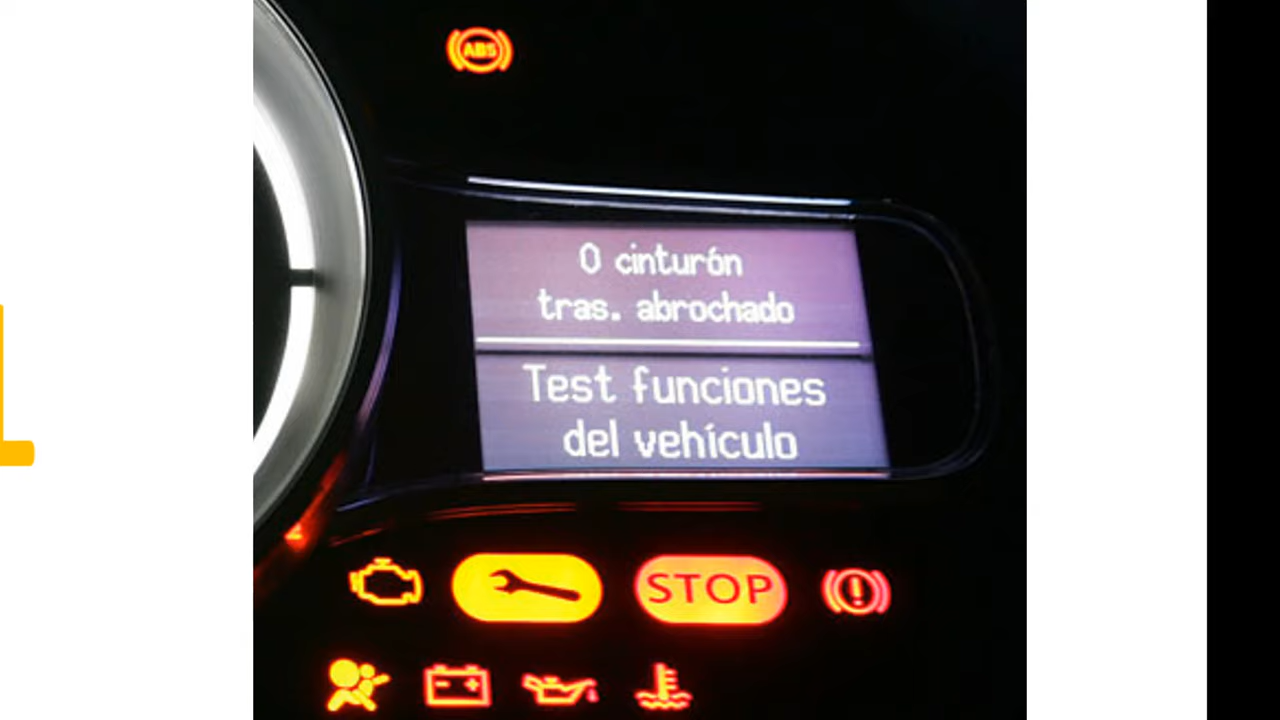 ABS
0 cinturón
tras. abrochado
Test funciones
del vehículo
STOP